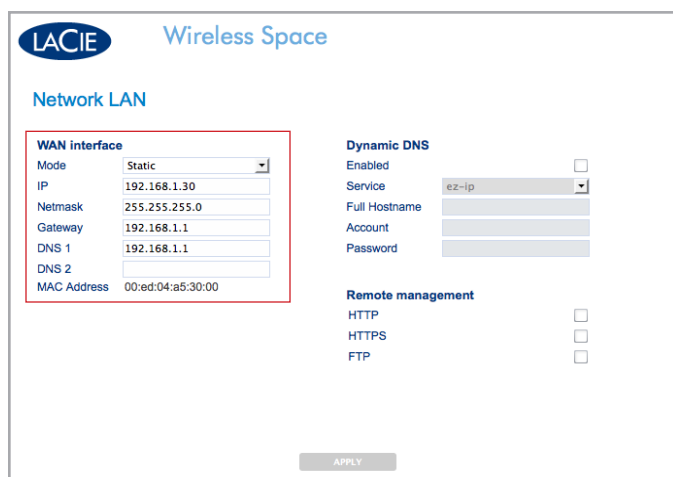 LACIE
Wireless Space
Network LAN
WAN interface
Mode Static
IP 192.168.1.30
Netmask 255.255.255.0
Gateway 192.168.1.1
DNS 1 192.168.1.1
DNS 2
MAC Address 00:ed:04:a5:30:00
Dynamic DNS
Enabled
Service ez-ip
Full Hostname
Account
Password
Remote management
HTTP
HTTPS
FTP
APPLY